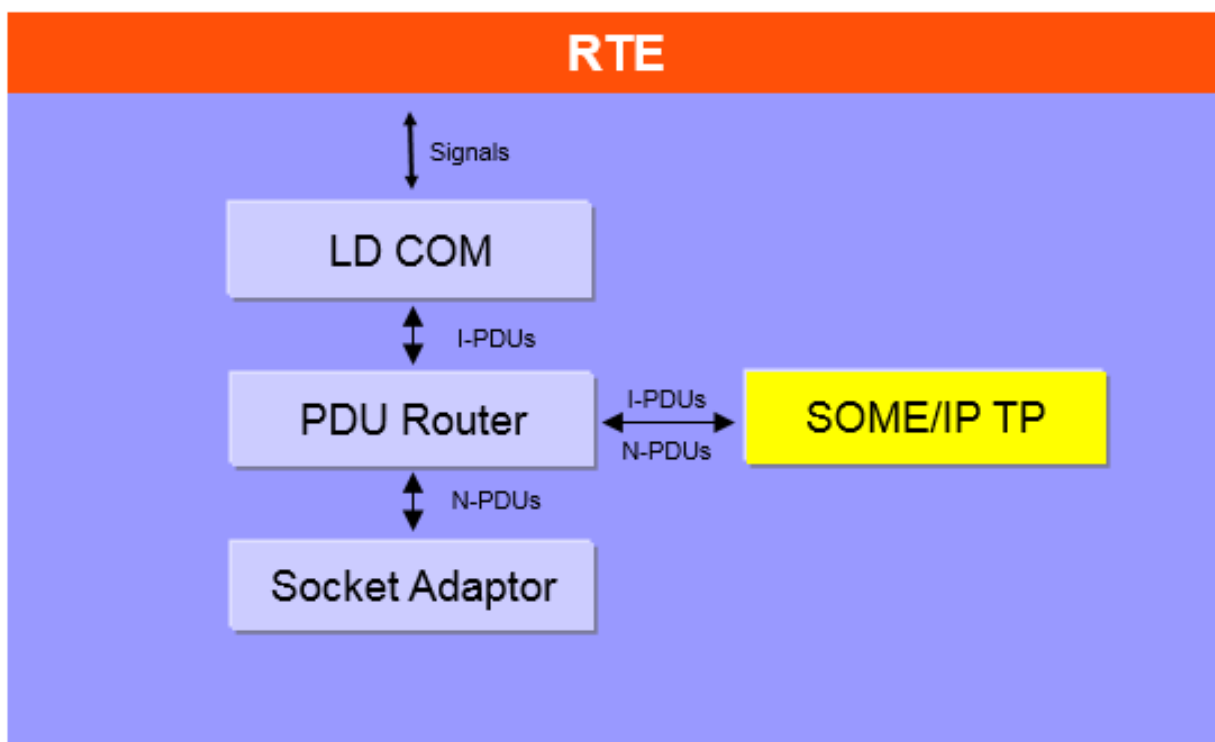 RTE
Signals
LD COM
I-PDUs
PDU Router
I-PDUs
N-PDUs
SOME/IP TP
N-PDUs
Socket Adaptor